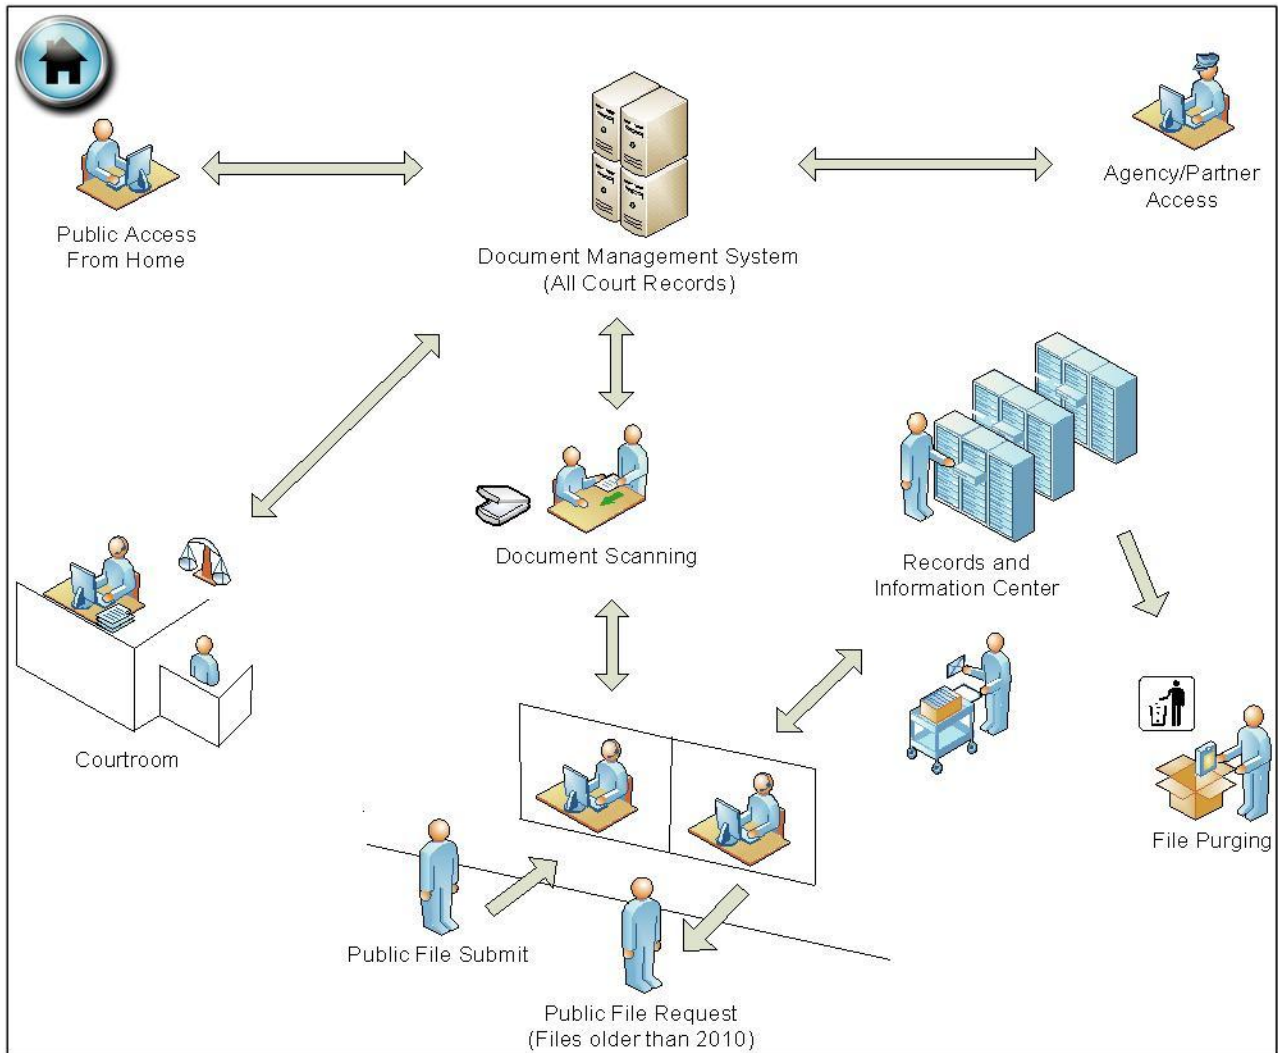 Public Access
From Home
Document Management System
(All Court Records)
Agency/Partner
Access
Document Scanning
Records and
Information Center
Courtroom
File Purging
Public File Submit
Public File Request
(Files older than 2010)